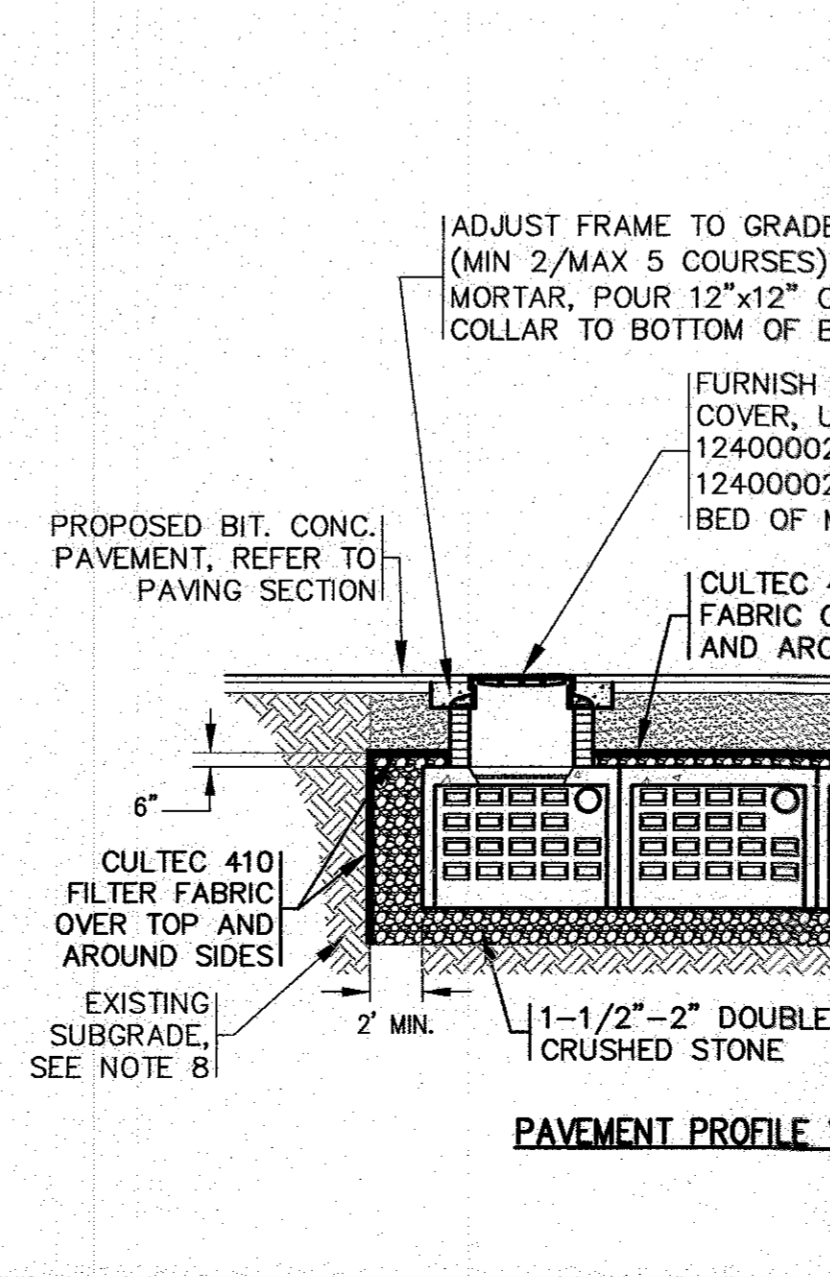 ADJUST FRAME TO GRADE
(MIN 2/MAX 5 COURSES)
MORTAR, POUR 12"x12"
COLLAR TO BOTTOM OF
FURNISH
COVER,
12400002
12400002
BED OF
PROPOSED BIT. CONC.
PAVEMENT, REFER TO
PAVING SECTION
CULTEC
FABRIC
AND
6"
CULTEC 410
FILTER FABRIC
OVER TOP AND
AROUND SIDES
EXISTING
SUBGRADE,
SEE NOTE 8
2' MIN.
1-1/2"-2" DOUBLE
CRUSHED STONE
PAVEMENT PROFILE